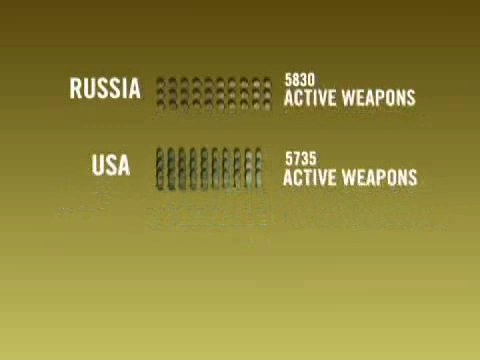 RUSSIA
5830
ACTIVE WEAPONS
USA
5735
ACTIVE WEAPONS